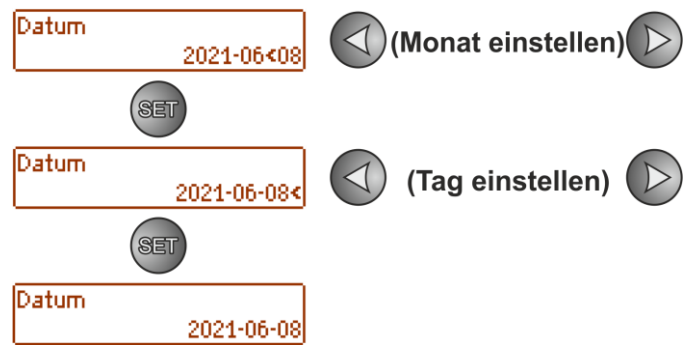 Datum
2021-06<08
(Monat einstellen)
SET
Datum
2021-06-08<
(Tag einstellen)
SET
Datum
2021-06-08